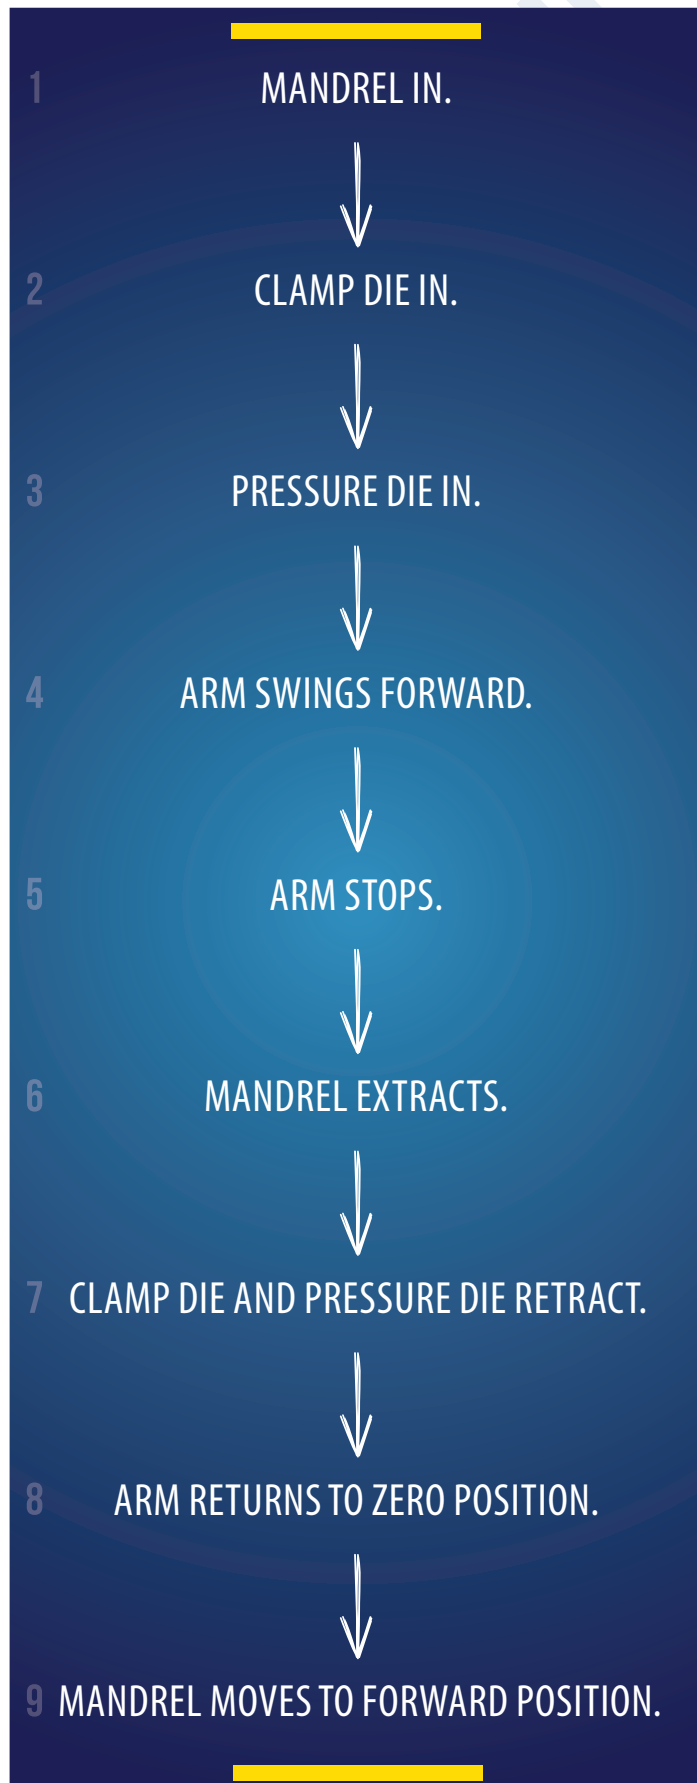 1 MANDREL IN.
2 CLAMP DIE IN.
3 PRESSURE DIE IN.
4 ARM SWINGS FORWARD.
5 ARM STOPS.
6 MANDREL EXTRACTS.
7 CLAMP DIE AND PRESSURE DIE RETRACT.
8 ARM RETURNS TO ZERO POSITION.
9 MANDREL MOVES TO FORWARD POSITION.